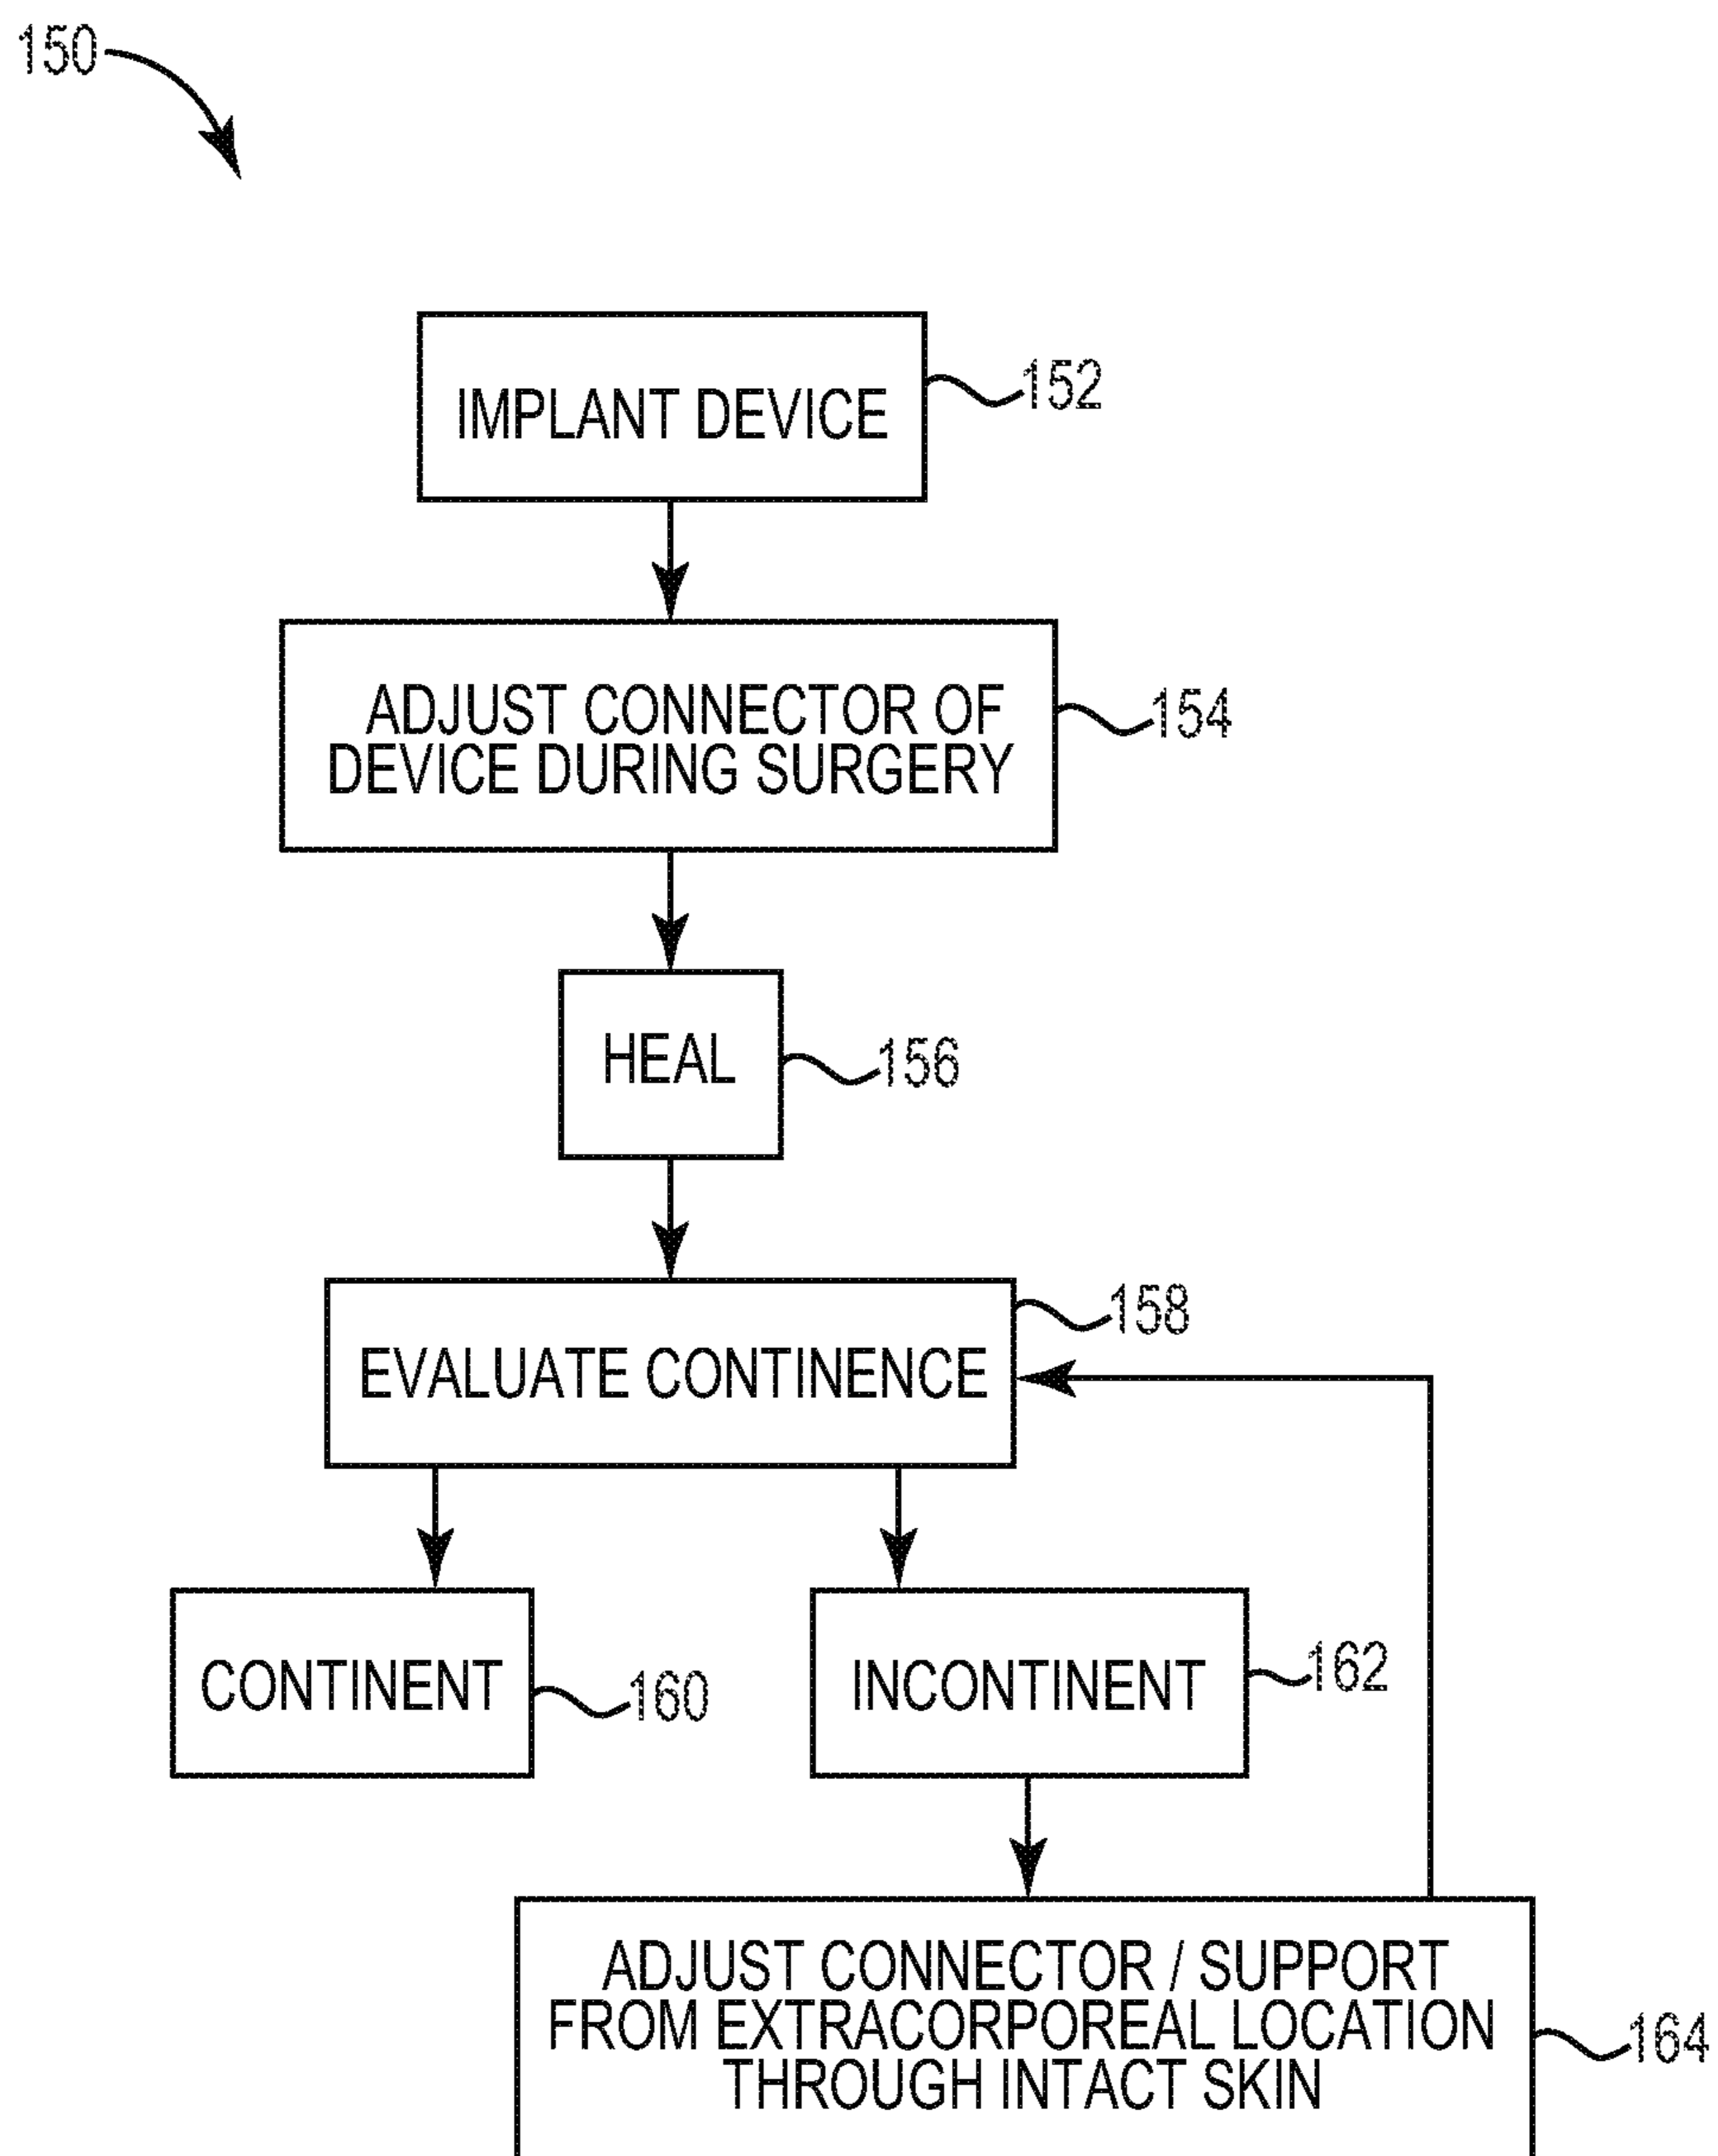 150
IMPLANT DEVICE
152
ADJUST CONNECTOR OF
DEVICE DURING SURGERY
154
HEAL
156
EVALUATE CONTINENCE
158
CONTINENT
160
INCONTINENT
162
ADJUST CONNECTOR / SUPPORT
FROM EXTRACORPOREAL LOCATION
THROUGH INTACT SKIN
164